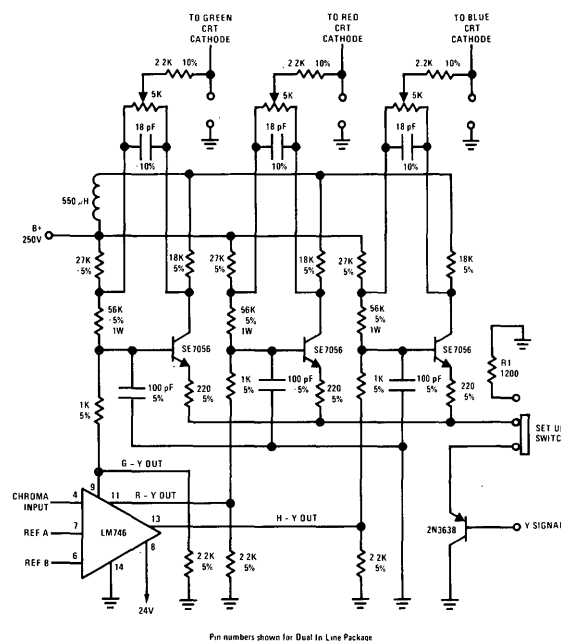 TO GREEN
CRT
CATHODE
TO RED
CRT
CATHODE
TO BLUE
CRT
CATHODE
2 2K 10%
2 2K 10%
2 2K 10%
5K
5K
5K
18 pF
10%
18 pF
10%
18 pF
10%
550 µH
B+
250V
27K
5%
18K
5%
27K
5%
18K
5%
27K
5%
18K
5%
56K
5%
1W
56K
5%
1W
56K
5%
1W
SE7056
SE7056
SE7056
R1
1200
100 pF
5%
220
5%
1K
5%
100 pF
5%
220
5%
1K
5%
100 pF
5%
220
5%
1K
5%
SET UP
SWITCH
G – Y OUT
CHROMA
INPUT
4
9
11
R – Y OUT
REF A
7
LM746
13
H – Y OUT
2N3638
Y SIGNAL
REF B
6
8
14
2 2K
5%
2 2K
5%
2 2K
5%
24V
Pin numbers shown for Dual In Line Package